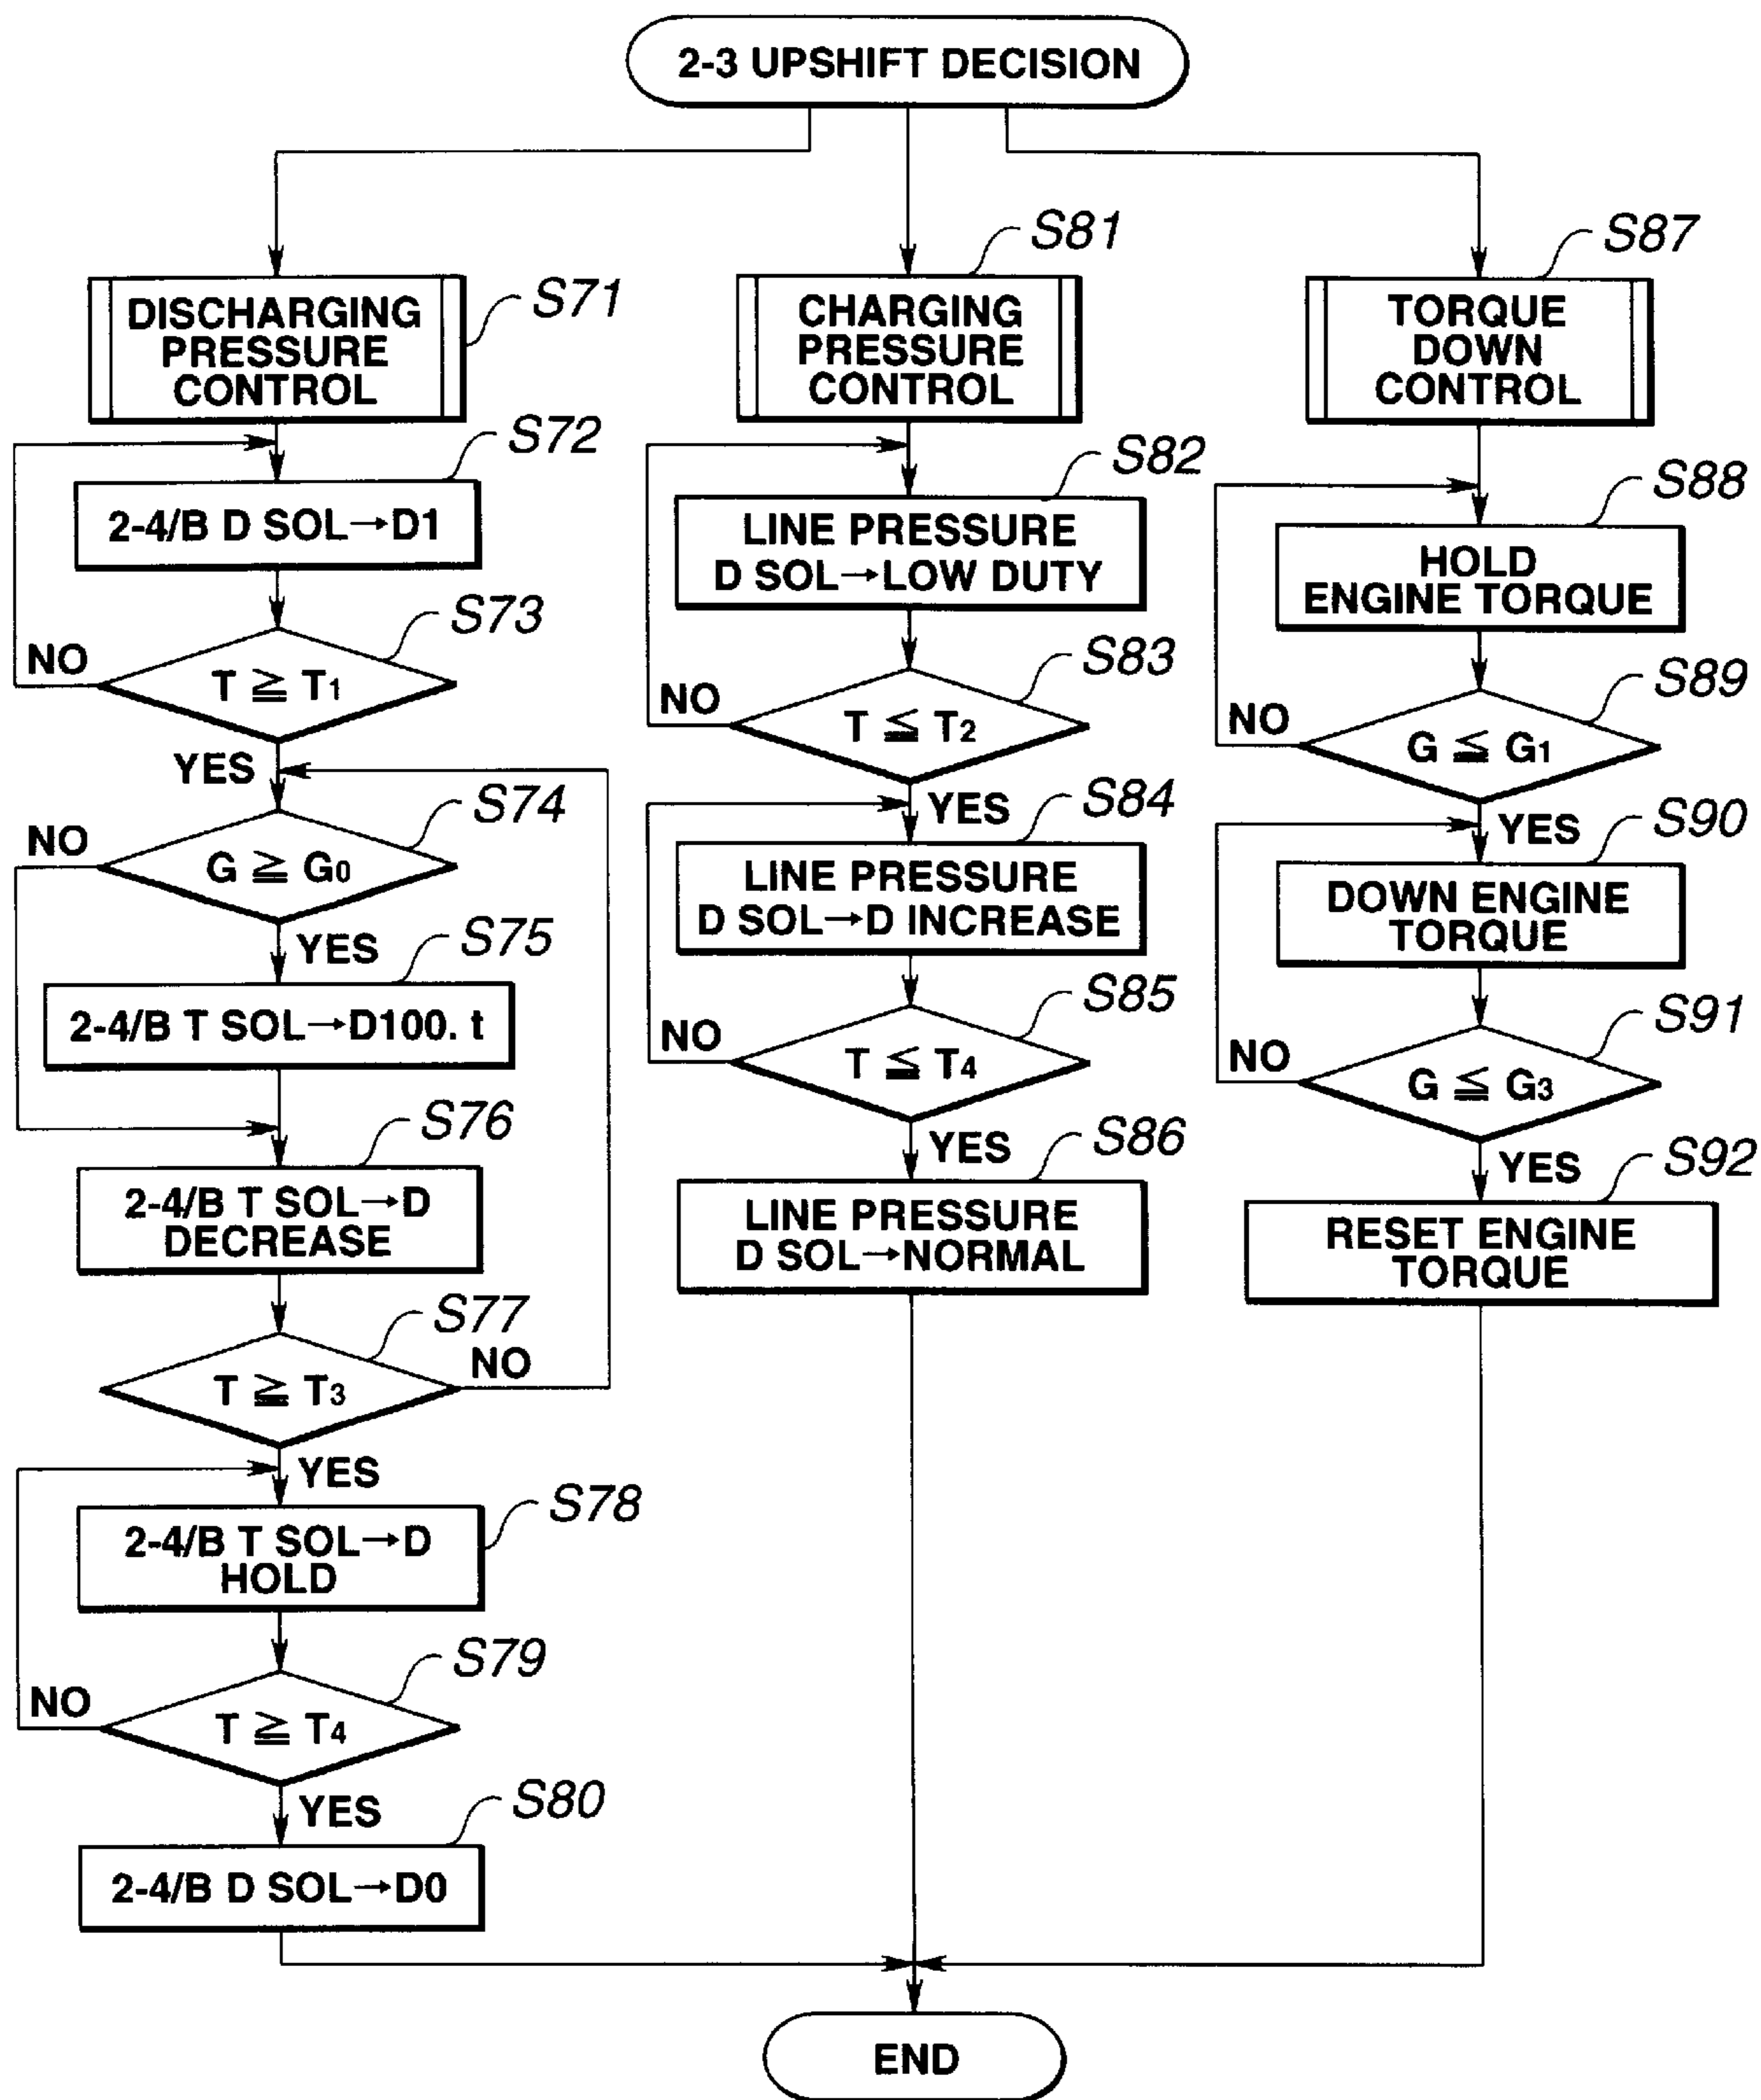 2-3 UPSHIFT DECISION
S71
DISCHARGING
PRESSURE
CONTROL
S72
2-4/B D SOL→D1
S73
T ≧ T1
NO
YES
S74
G ≧ G0
NO
YES
S75
2-4/B T SOL→D100. t
S76
2-4/B T SOL→D
DECREASE
S77
T ≧ T3
NO
YES
S78
2-4/B T SOL→D
HOLD
S79
T ≧ T4
NO
YES
S80
2-4/B D SOL→D0
S81
CHARGING
PRESSURE
CONTROL
S82
LINE PRESSURE
D SOL→LOW DUTY
S83
T ≦ T2
NO
YES
S84
LINE PRESSURE
D SOL→D INCREASE
S85
T ≦ T4
NO
YES
S86
LINE PRESSURE
D SOL→NORMAL
S87
TORQUE
DOWN
CONTROL
S88
HOLD
ENGINE TORQUE
S89
G ≦ G1
NO
YES
S90
DOWN ENGINE
TORQUE
S91
G ≦ G3
NO
YES
S92
RESET ENGINE
TORQUE
END